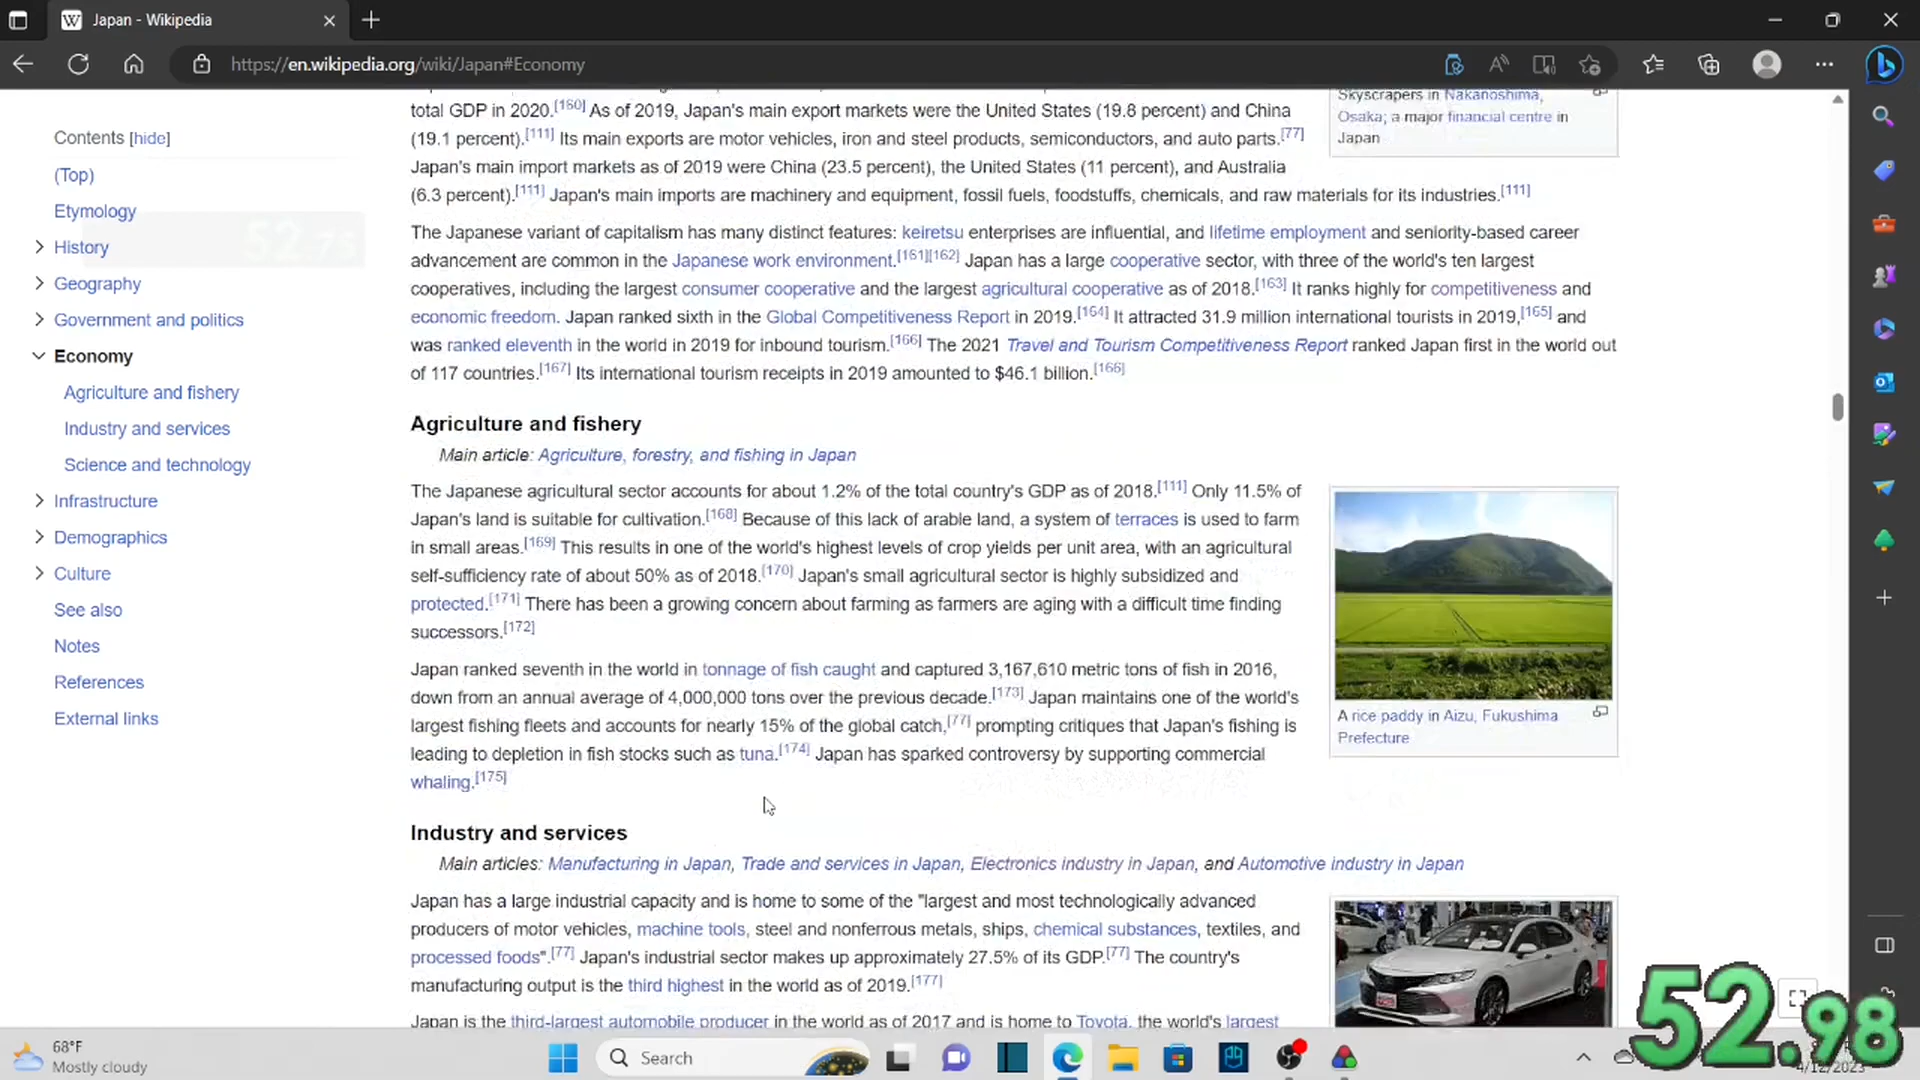 Japan - Wikipedia
https://en.wikipedia.org/wiki/Japan#Economy
Contents [hide]
(Top)
Etymology
History
Geography
Government and politics
Economy
Agriculture and fishery
Industry and services
Science and technology
Infrastructure
Demographics
Culture
See also
Notes
References
External links
52.75
total GDP in 2020.[160] As of 2019, Japan's main export markets were the United States (19.8 percent) and China
(19.1 percent).[111] Its main exports are motor vehicles, iron and steel products, semiconductors, and auto parts.[77]
Japan's main import markets as of 2019 were China (23.5 percent), the United States (11 percent), and Australia
(6.3 percent).[111] Japan's main imports are machinery and equipment, fossil fuels, foodstuffs, chemicals, and raw materials for its industries.[111]
Skyscrapers in Nakanoshima,
Osaka; a major financial centre in
Japan
The Japanese variant of capitalism has many distinct features: keiretsu enterprises are influential, and lifetime employment and seniority-based career
advancement are common in the Japanese work environment.[161][162] Japan has a large cooperative sector, with three of the world's ten largest
cooperatives, including the largest consumer cooperative and the largest agricultural cooperative as of 2018.[163] It ranks highly for competitiveness and
economic freedom. Japan ranked sixth in the Global Competitiveness Report in 2019.[164] It attracted 31.9 million international tourists in 2019,[165] and
was ranked eleventh in the world in 2019 for inbound tourism.[166] The 2021 Travel and Tourism Competitiveness Report ranked Japan first in the world out
of 117 countries.[167] Its international tourism receipts in 2019 amounted to $46.1 billion.[166]
Agriculture and fishery
Main article: Agriculture, forestry, and fishing in Japan
The Japanese agricultural sector accounts for about 1.2% of the total country's GDP as of 2018.[111] Only 11.5% of
Japan's land is suitable for cultivation.[168] Because of this lack of arable land, a system of terraces is used to farm
in small areas.[169] This results in one of the world's highest levels of crop yields per unit area, with an agricultural
self-sufficiency rate of about 50% as of 2018.[170] Japan's small agricultural sector is highly subsidized and
protected.[171] There has been a growing concern about farming as farmers are aging with a difficult time finding
successors.[172]
Japan ranked seventh in the world in tonnage of fish caught and captured 3,167,610 metric tons of fish in 2016,
down from an annual average of 4,000,000 tons over the previous decade.[173] Japan maintains one of the world's
largest fishing fleets and accounts for nearly 15% of the global catch,[77] prompting critiques that Japan's fishing is
leading to depletion in fish stocks such as tuna.[174] Japan has sparked controversy by supporting commercial
whaling.[175]
A rice paddy in Aizu, Fukushima
Prefecture
Industry and services
Main articles: Manufacturing in Japan, Trade and services in Japan, Electronics industry in Japan, and Automotive industry in Japan
Japan has a large industrial capacity and is home to some of the "largest and most technologically advanced
producers of motor vehicles, machine tools, steel and nonferrous metals, ships, chemical substances, textiles, and
processed foods".[77] Japan's industrial sector makes up approximately 27.5% of its GDP.[77] The country's
manufacturing output is the third highest in the world as of 2019.[177]
Japan is the third-largest automobile producer in the world as of 2017 and is home to Toyota, the world's largest
52.98
68°F
Mostly cloudy
Search
4/12/2023